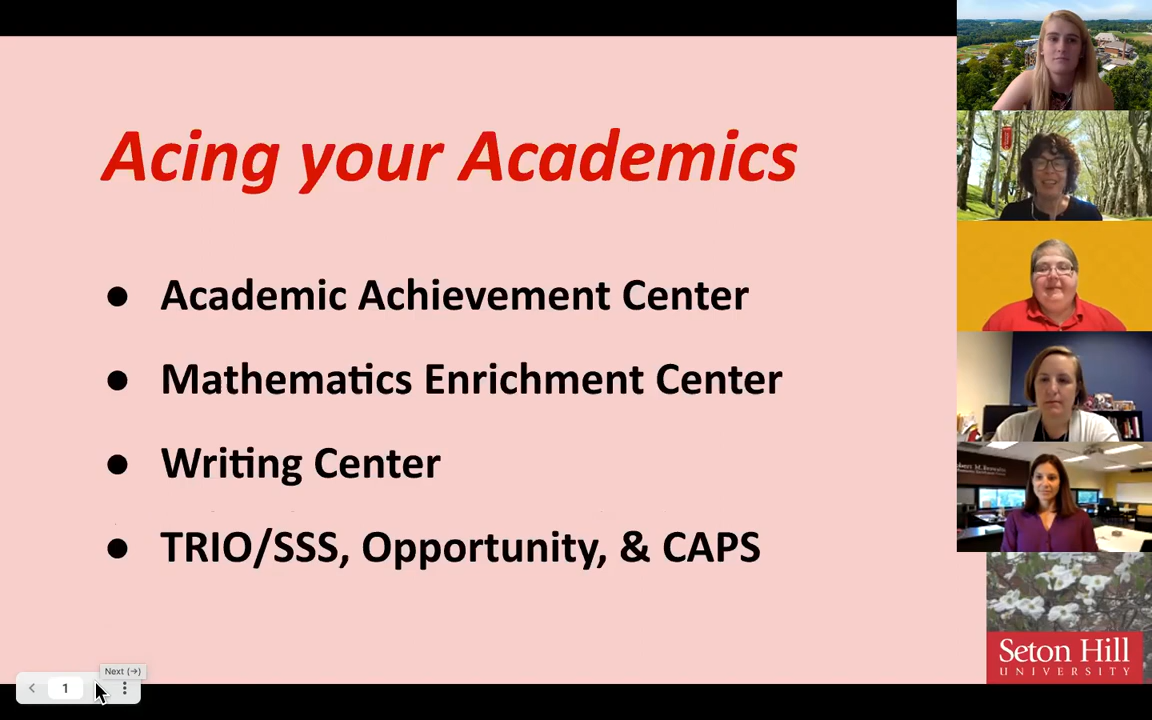 Acing your Academics
● Academic Achievement Center
● Mathematics Enrichment Center
● Writing Center
● TRIO/SSS, Opportunity, & CAPS
Seton Hill
UNIVERSITY
Next (→)
1